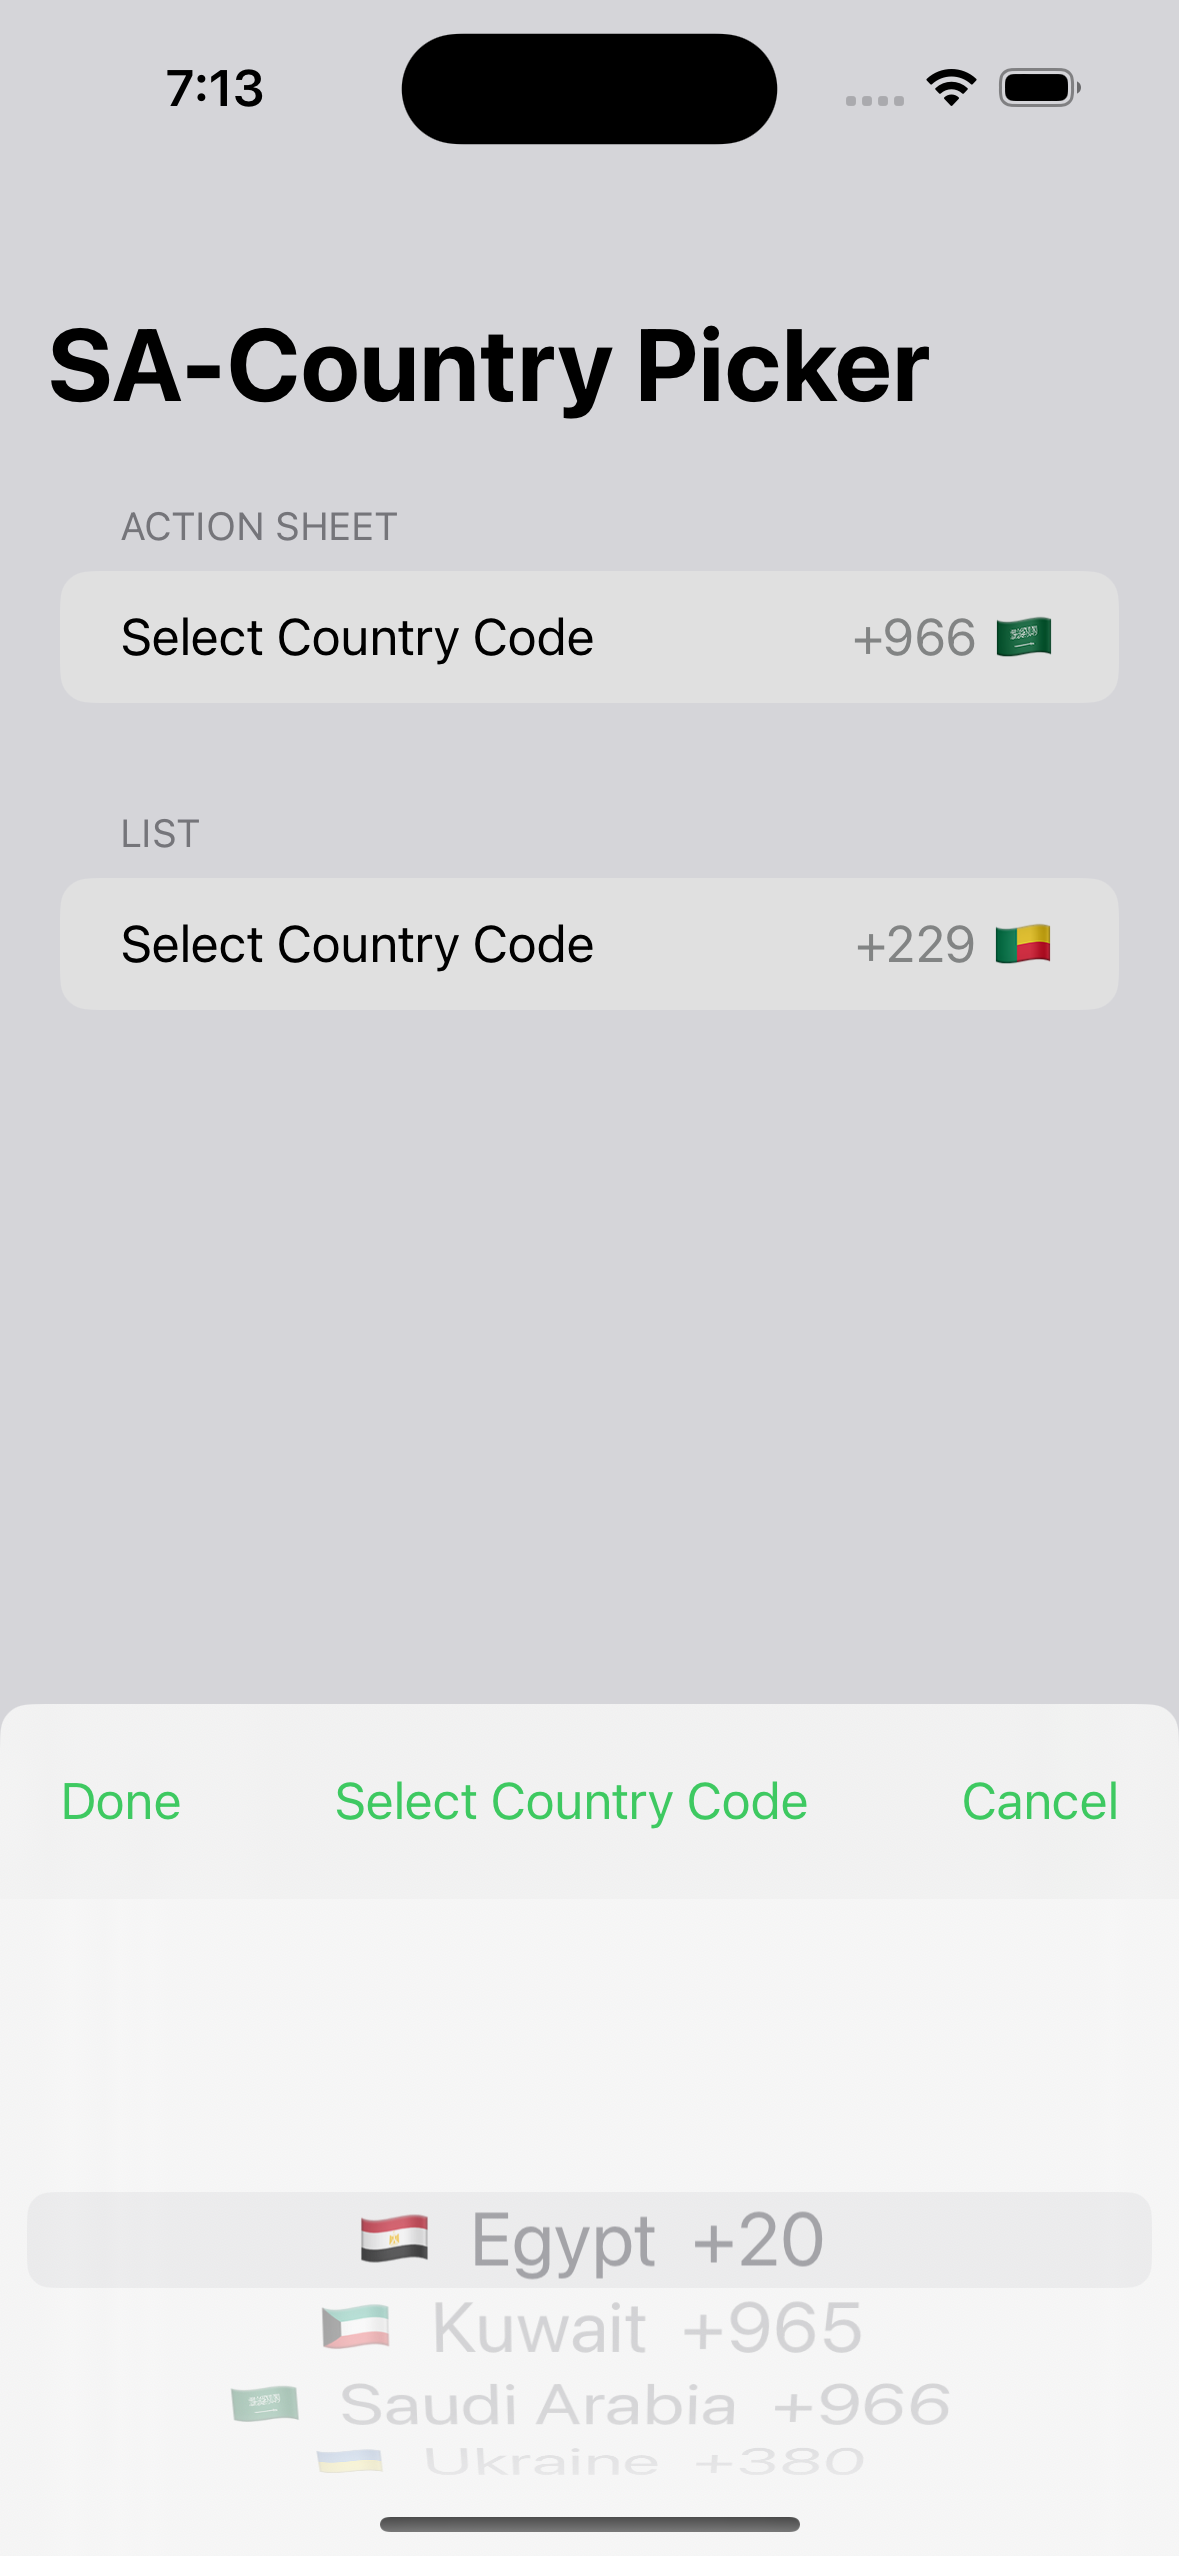 7:13
SA-Country Picker
ACTION SHEET
Select Country Code +966
LIST
Select Country Code +229
Done Select Country Code Cancel
Egypt +20
Kuwait +965
Saudi Arabia +966
Ukraine +380